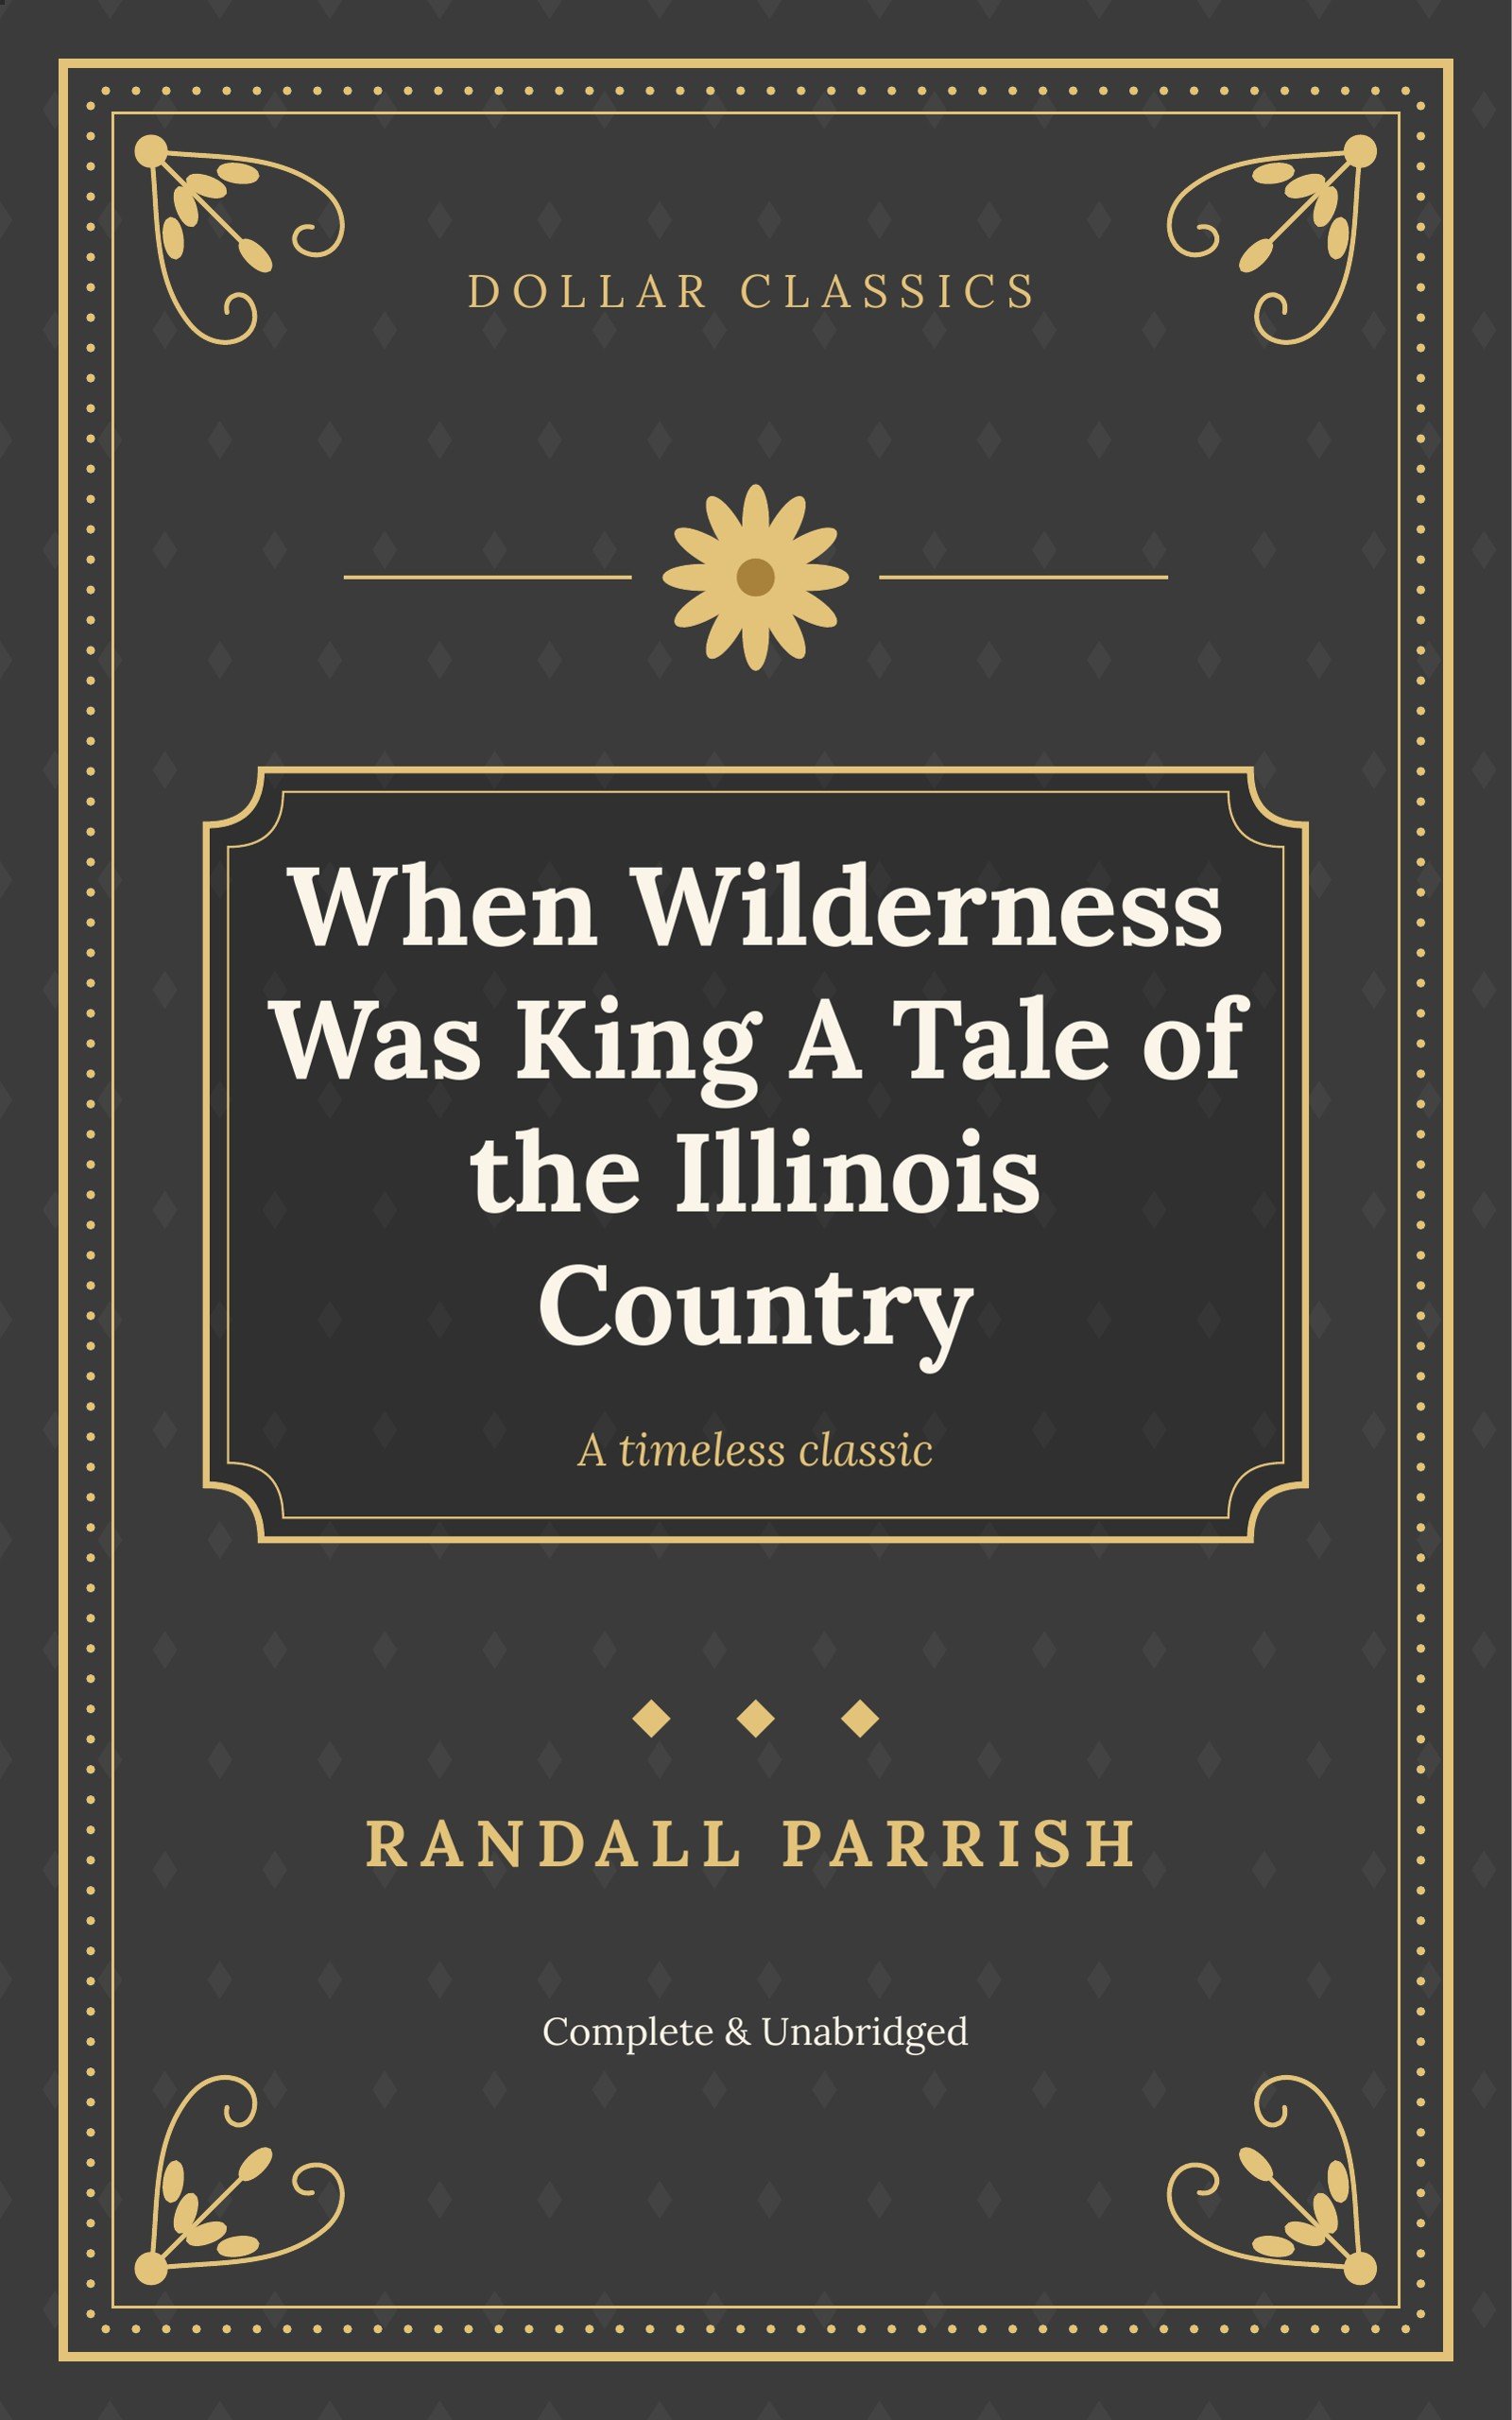 DOLLAR CLASSICS
When Wilderness
Was King A Tale of
the Illinois
Country
A timeless classic
RANDALL PARRISH
Complete & Unabridged